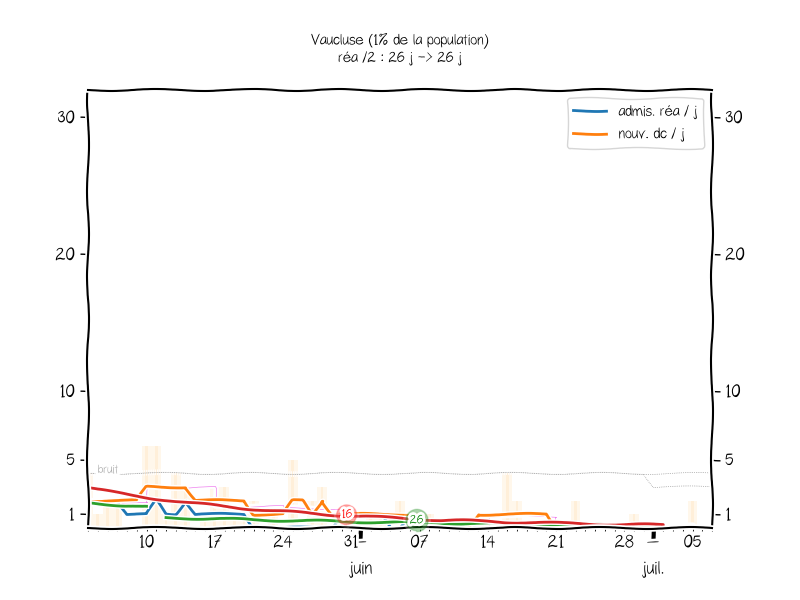 Vaucluse (1% de la population)
réa /2 : 26 j -> 26 j
admis. réa / j
nouv. dc / j
30 30
20 20
10 10
5 5
bruit
1 1
16
26
10 17 24 31 07 14 21 28 05
juin juil.